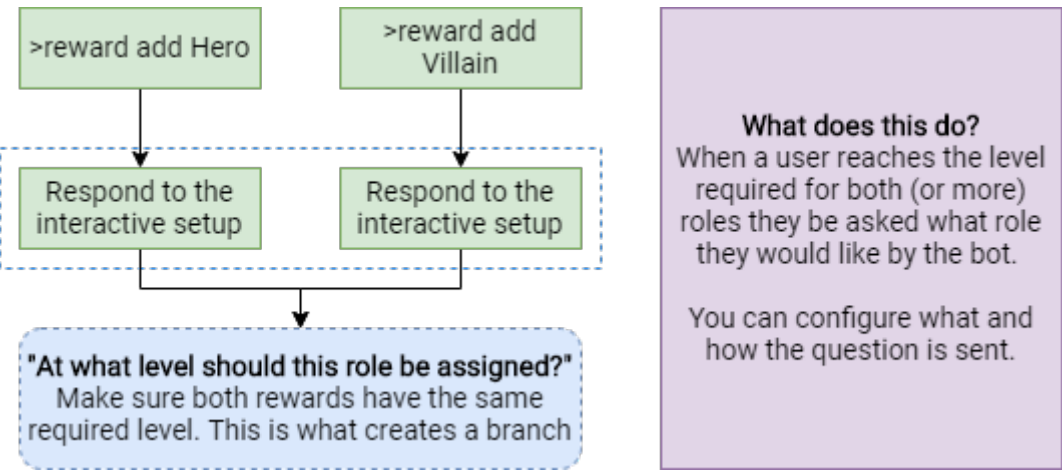 >reward add Hero
>reward add
Villain
Respond to the
interactive setup
Respond to the
interactive setup
"At what level should this role be assigned?"
Make sure both rewards have the same
required level. This is what creates a branch
What does this do?
When a user reaches the level
required for both (or more)
roles they be asked what role
they would like by the bot.
You can configure what and
how the question is sent.